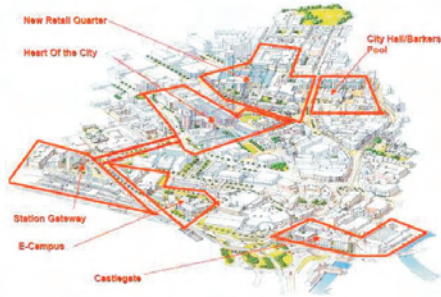 New Retail Quarter
Heart Of the City
City Hall/Barkers
Pool
Station Gateway
E-Campus
Castlegate